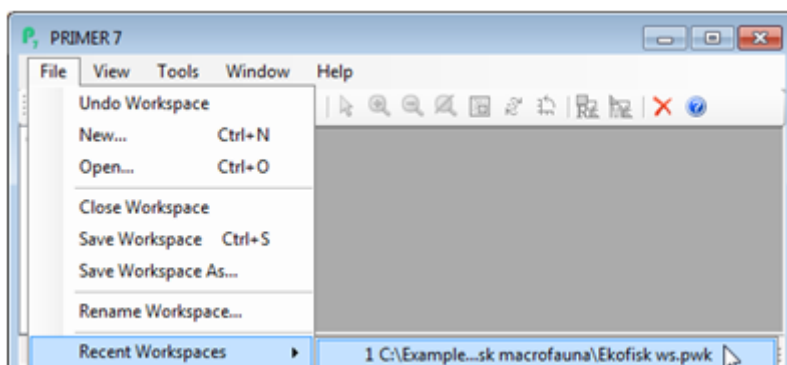 PRIMER 7
File View Tools Window Help
Undo Workspace
New... Ctrl+N
Open... Ctrl+O
Close Workspace
Save Workspace Ctrl+S
Save Workspace As...
Rename Workspace...
Recent Workspaces
1 C:\Example...sk macrofauna\Ekofisk ws.pwk